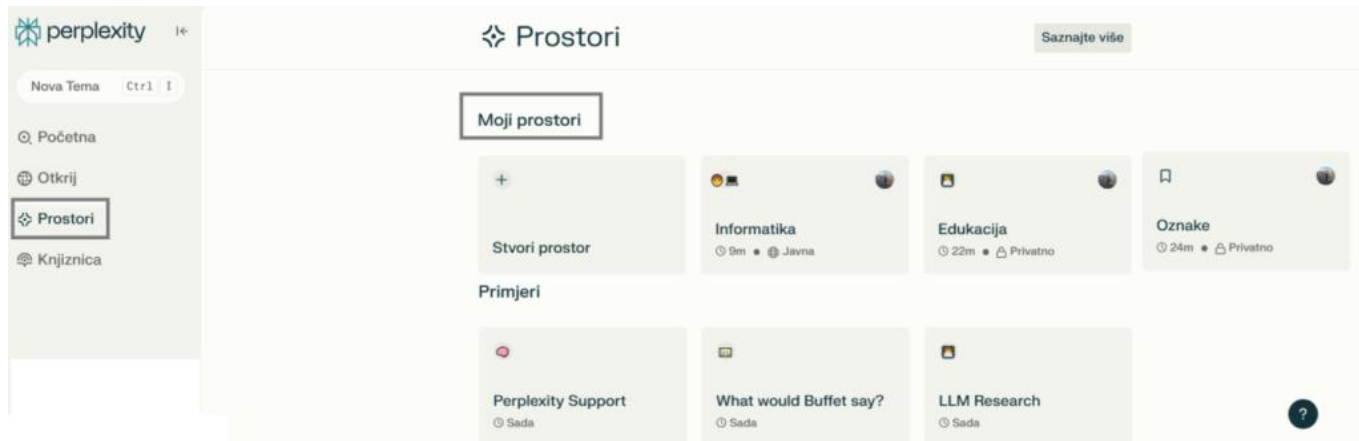 perplexity
Nova Tema Ctrl I
Početna
Otkrij
Prostori
Knjiznica
Prostori
Saznajte više
Moji prostori
Stvori prostor
Informatika
9m • Javna
Edukacija
22m • Privatno
Oznake
24m • Privatno
Primjeri
Perplexity Support
Sada
What would Buffet say?
Sada
LLM Research
Sada
?